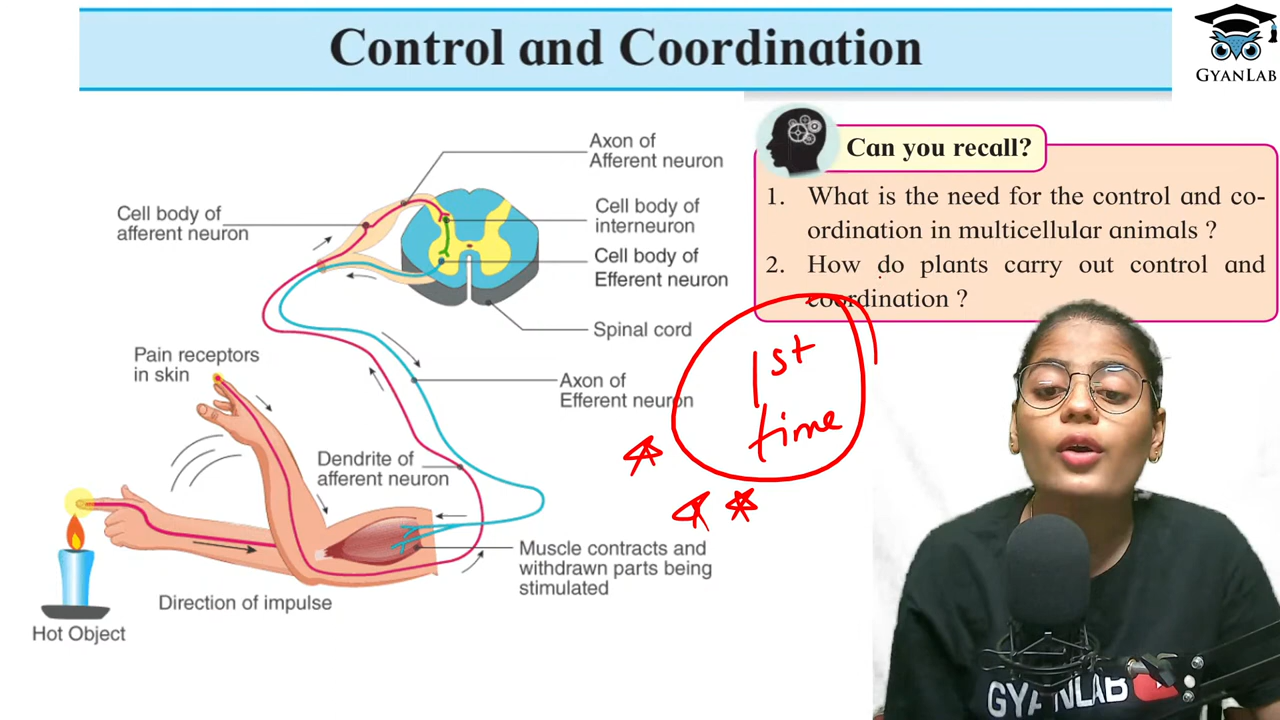 Control and Coordination
GYANLAB
Can you recall?
1. What is the need for the control and co-
ordination in multicellular animals ?
2. How do plants carry out control and
coordination ?
Axon of
Afferent neuron
Cell body of
afferent neuron
Cell body of
interneuron
Cell body of
Efferent neuron
Spinal cord
Pain receptors
in skin
Axon of
Efferent neuron
Dendrite of
afferent neuron
Muscle contracts and
withdrawn parts being
stimulated
Direction of impulse
Hot Object
1st
time
GYANLAB